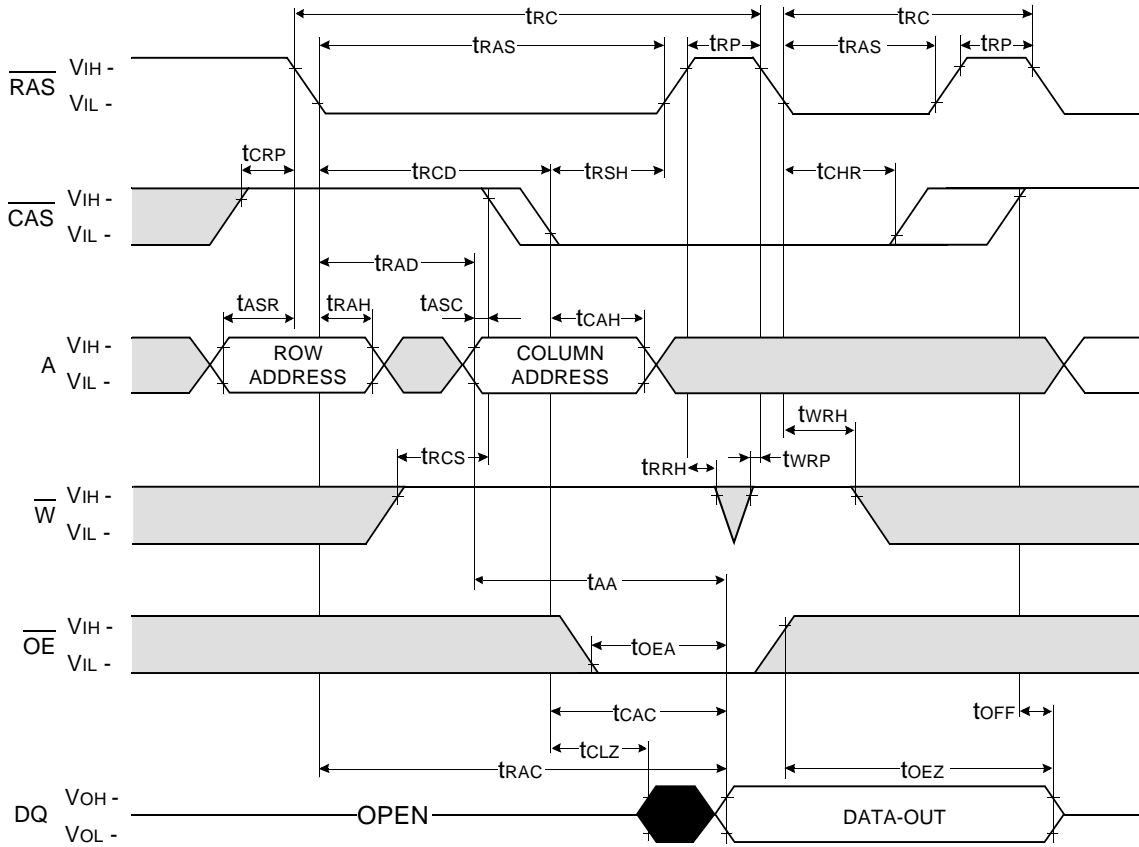 tRC tRC
tRAS tRP tRAS tRP
RAS VIH -
VIL -
tCRP tRCD tRSH tCHR
CAS VIH -
VIL -
tRAD
tASR tRAH tASC tCAH
A VIH -
VIL -
ROW ADDRESS
COLUMN ADDRESS
tWRH
tRCS tRRH tWRP
W VIH -
VIL -
tAA
OE VIH -
VIL -
tOEA
tCAC tOFF
tCLZ
tRAC tOEZ
DQ VOH -
VOL -
OPEN DATA-OUT